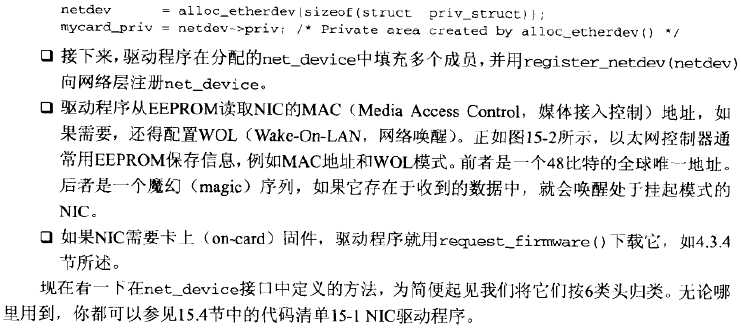 netdev = alloc_etherdev(sizeof(struct priv_struct));
mycard_priv = netdev->priv; /* Private area created by alloc_etherdev() */
❑ 接下来,驱动程序在分配的net_device中填充多个成员,并用register_netdev(netdev)
向网络层注册net_device。
❑ 驱动程序从EEPROM读取NIC的MAC(Media Access Control,媒体接入控制)地址,如
果需要,还得配置WOL(Wake-On-LAN,网络唤醒)。正如图15-2所示,以太网控制器通
常用EEPROM保存信息,例如MAC地址和WOL模式。前者是一个48比特的全球唯一地址。
后者是一个魔幻(magic)序列,如果它存在于收到的数据中,就会唤醒处于挂起模式的
NIC。
❑ 如果NIC需要卡上(on-card)固件,驱动程序就用request_firmware()下载它,如4.3.4
节所述。
现在看一下在net_device接口中定义的方法,为简便起见我们将它们按6类头归类。无论哪
里用到,你都可以参见15.4节中的代码清单15-1 NIC驱动程序。